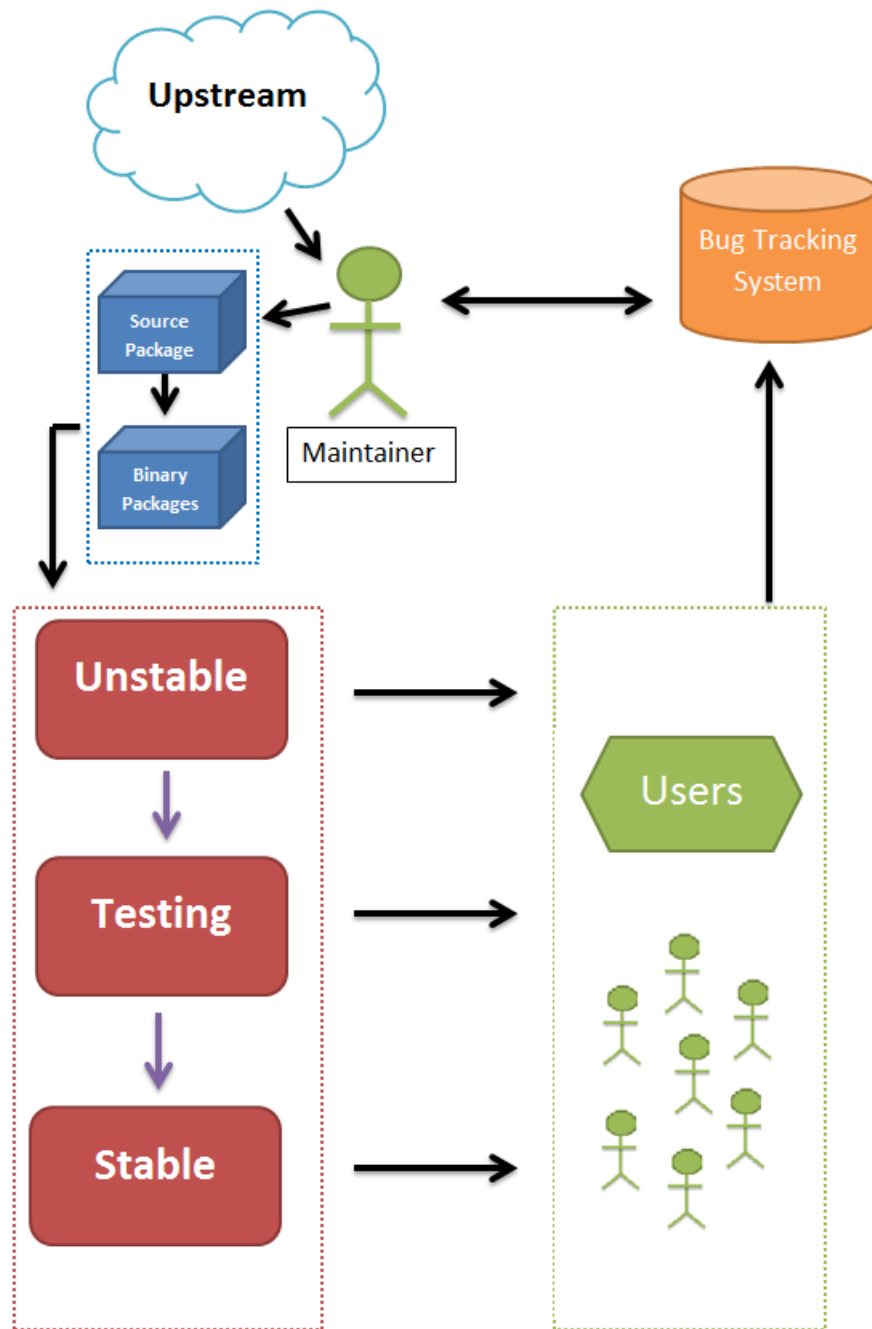 Upstream
Bug Tracking
System
Source
Package
Maintainer
Binary
Packages
Unstable
Users
Testing
Stable